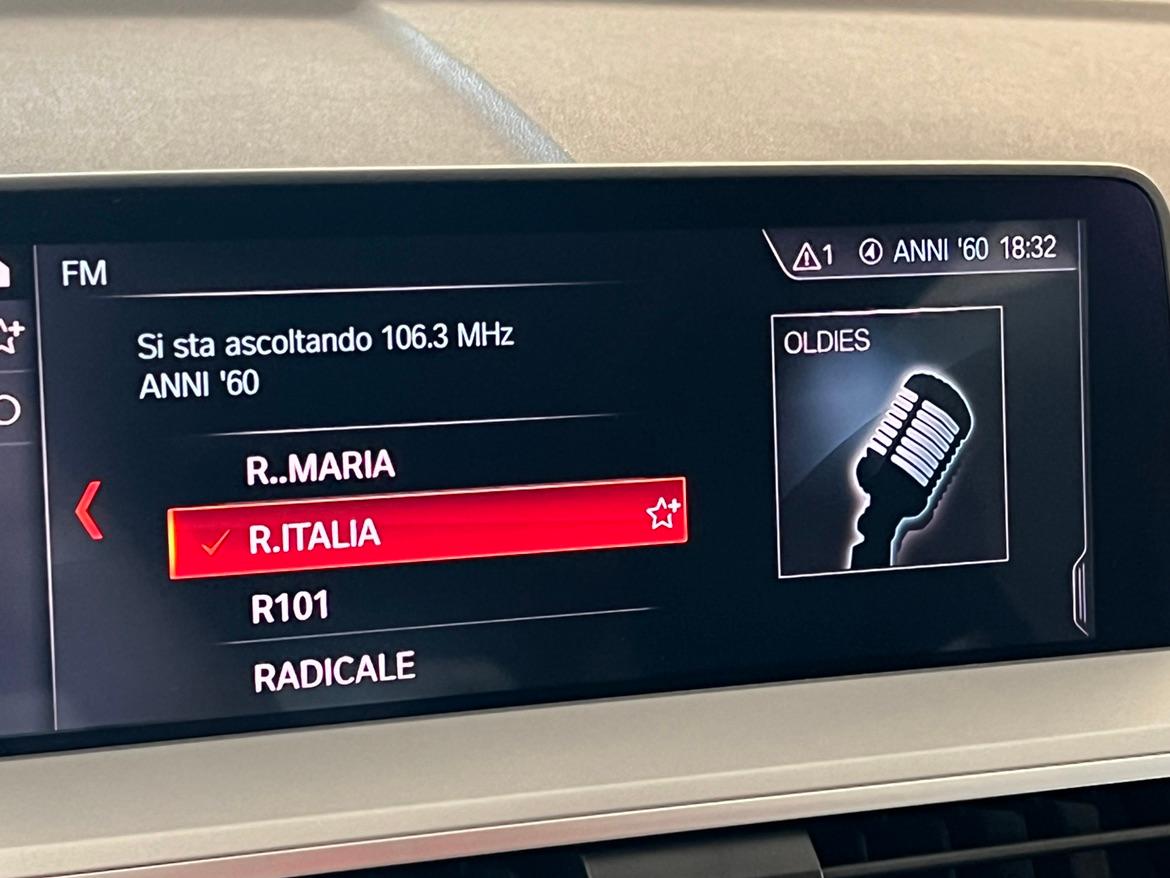 FM
1 ANNI '60 18:32
Si sta ascoltando 106.3 MHz
ANNI '60
OLDIES
R..MARIA
R.ITALIA
R101
RADICALE